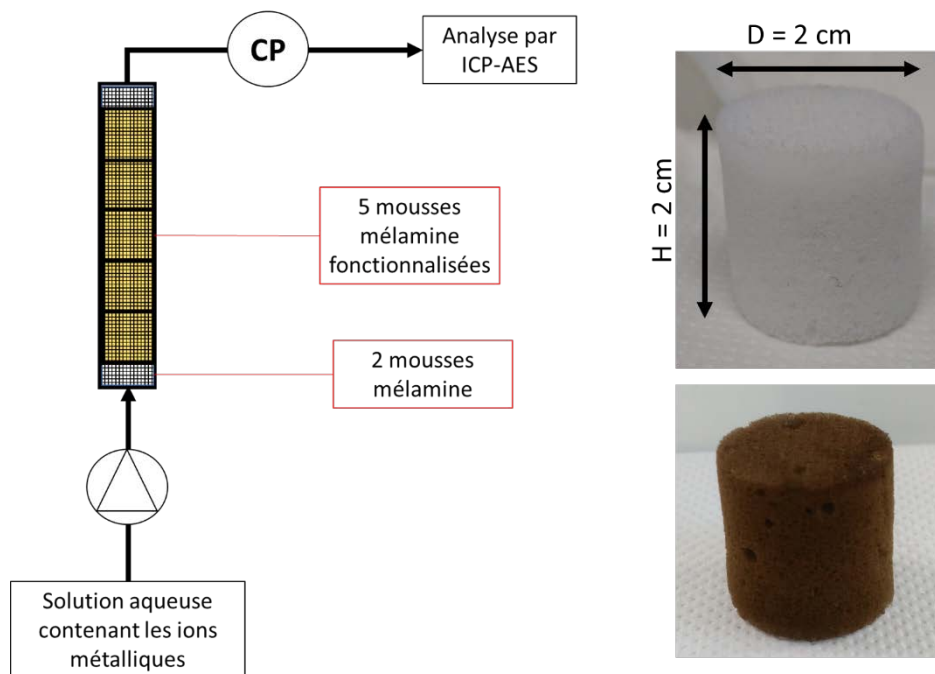 CP
Analyse par
ICP-AES
5 mousses
mélamine
fonctionnalisées
2 mousses
mélamine
Solution aqueuse
contenant les ions
métalliques
D = 2 cm
H = 2 cm